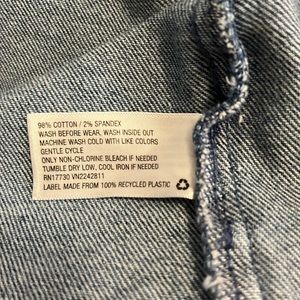 98% COTTON / 2% SPANDEX
WASH BEFORE WEAR, WASH INSIDE OUT
MACHINE WASH COLD WITH LIKE COLORS
GENTLE CYCLE
ONLY NON-CHLORINE BLEACH IF NEEDED
TUMBLE DRY LOW, COOL IRON IF NEEDED
RN17730 VN2242811
LABEL MADE FROM 100% RECYCLED PLASTIC